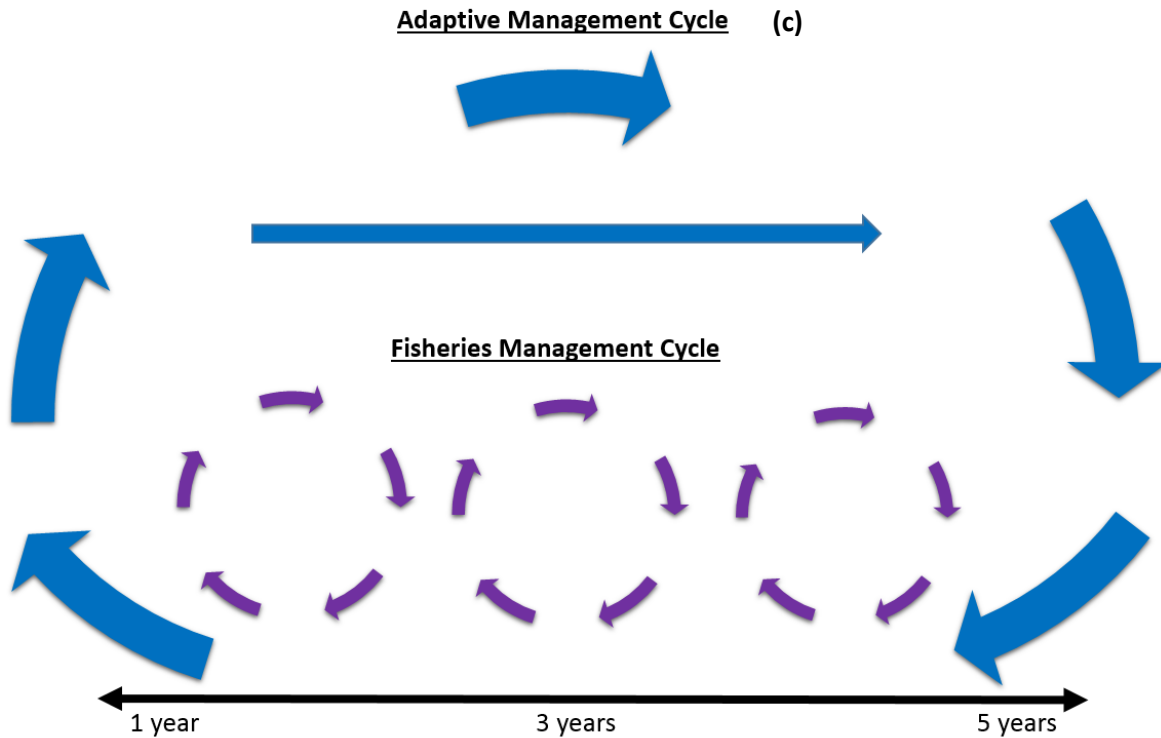 Adaptive Management Cycle (c)
Fisheries Management Cycle
1 year 3 years 5 years